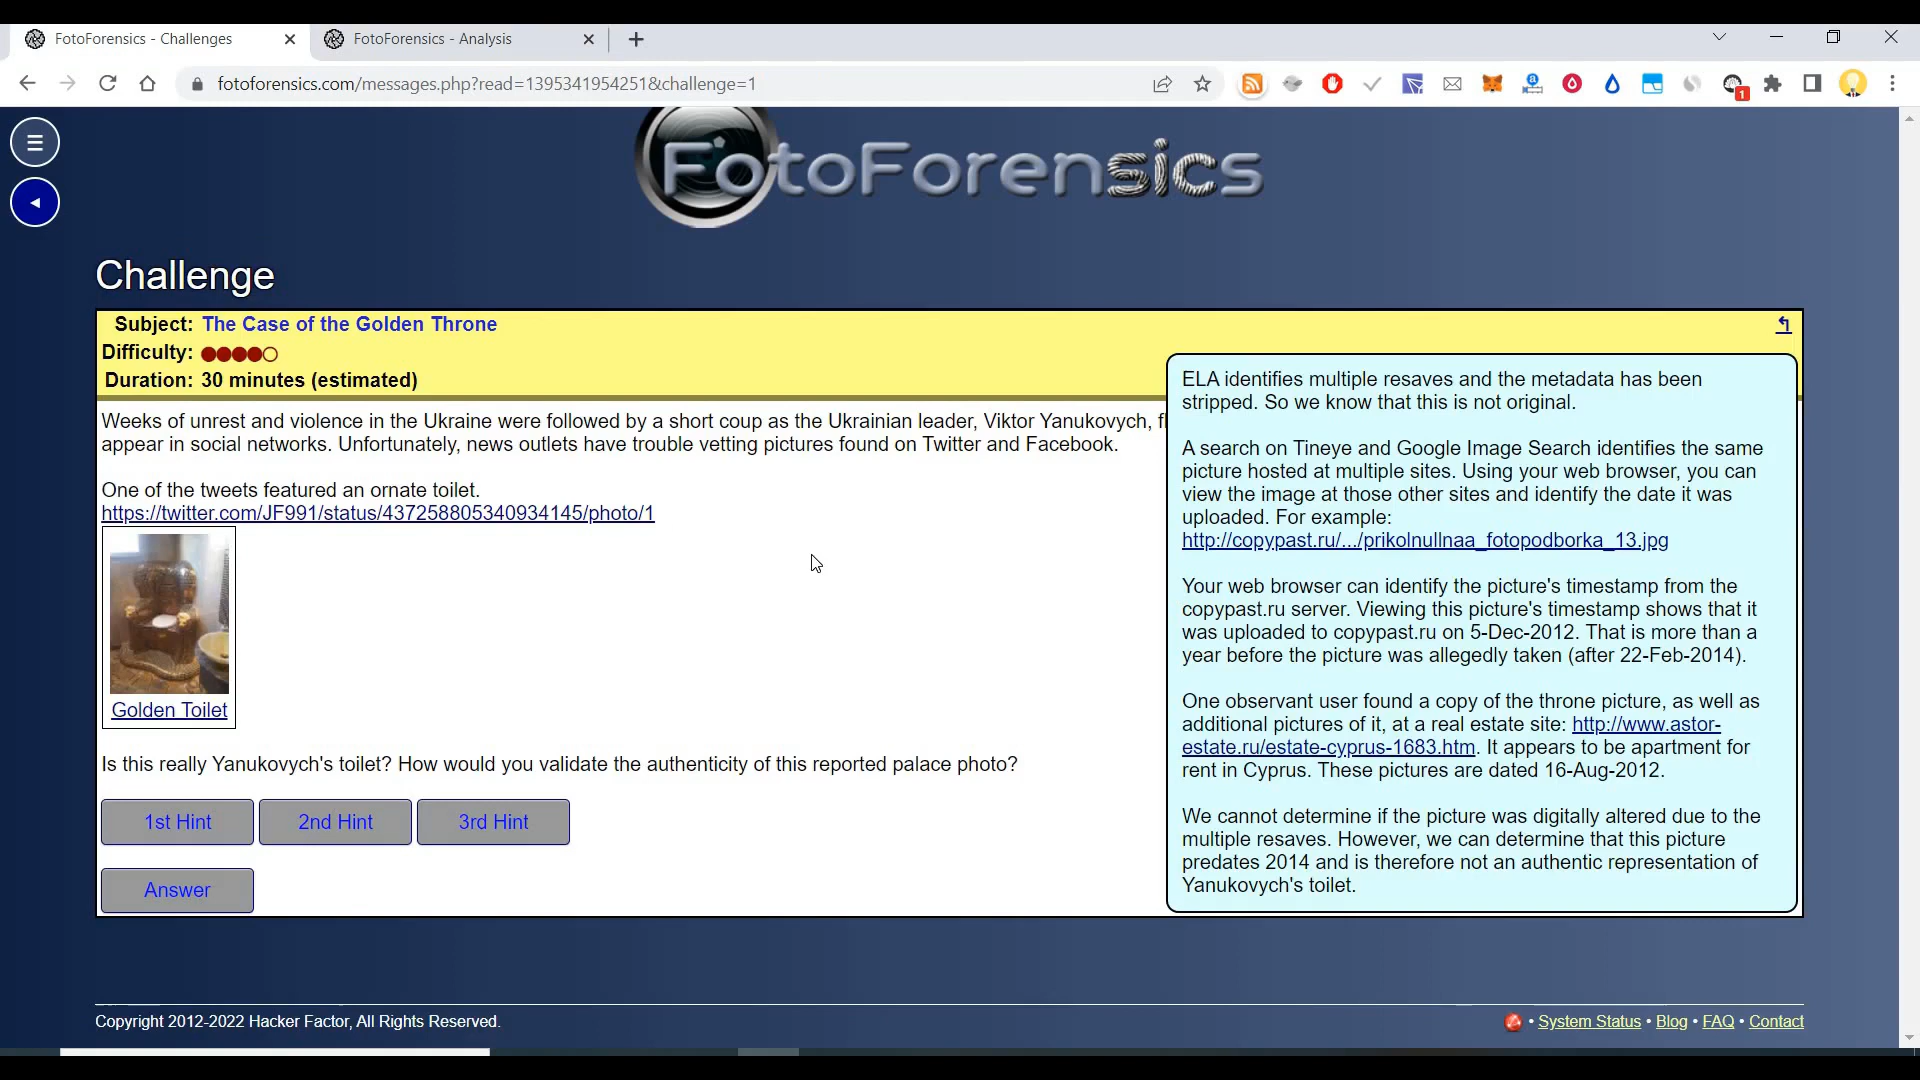 FotoForensics - Challenges
FotoForensics - Analysis
fotoforensics.com/messages.php?read=1395341954251&challenge=1
1
FotoForensics
Challenge
Subject: The Case of the Golden Throne
Difficulty:
Duration: 30 minutes (estimated)
Weeks of unrest and violence in the Ukraine were followed by a short coup as the Ukrainian leader, Viktor Yanukovych,
appear in social networks. Unfortunately, news outlets have trouble vetting pictures found on Twitter and Facebook.
One of the tweets featured an ornate toilet.
https://twitter.com/JF991/status/437258805340934145/photo/1
Golden Toilet
Is this really Yanukovych's toilet? How would you validate the authenticity of this reported palace photo?
1st Hint
2nd Hint
3rd Hint
Answer
ELA identifies multiple resaves and the metadata has been
stripped. So we know that this is not original.
A search on Tineye and Google Image Search identifies the same
picture hosted at multiple sites. Using your web browser, you can
view the image at those other sites and identify the date it was
uploaded. For example:
http://copypast.ru/.../prikolnullnaa_fotopodborka_13.jpg
Your web browser can identify the picture's timestamp from the
copypast.ru server. Viewing this picture's timestamp shows that it
was uploaded to copypast.ru on 5-Dec-2012. That is more than a
year before the picture was allegedly taken (after 22-Feb-2014).
One observant user found a copy of the throne picture, as well as
additional pictures of it, at a real estate site: http://www.astor-
estate.ru/estate-cyprus-1683.htm. It appears to be apartment for
rent in Cyprus. These pictures are dated 16-Aug-2012.
We cannot determine if the picture was digitally altered due to the
multiple resaves. However, we can determine that this picture
predates 2014 and is therefore not an authentic representation of
Yanukovych's toilet.
Copyright 2012-2022 Hacker Factor, All Rights Reserved.
• System Status • Blog • FAQ • Contact